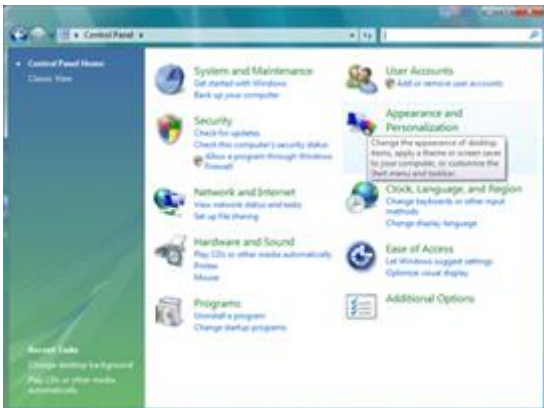 Control Panel
Control Panel Home
Classic View
System and Maintenance
Get started with Windows
Back up your computer
Security
Check for updates
Check this computer's security status
Allow a program through Windows
Firewall
Network and Internet
View network status and tasks
Set up file sharing
Hardware and Sound
Play CDs or other media automatically
Printer
Mouse
Programs
Uninstall a program
Change startup programs
User Accounts
Add or remove user accounts
Appearance and
Personalization
Change the appearance of desktop
items, apply a theme or screen saver
to your computer, or customize the
Start menu and taskbar.
Clock, Language, and Region
Change keyboards or other input
methods
Change display language
Ease of Access
Let Windows suggest settings
Optimize visual display
Additional Options
Recent Tasks
Change desktop background
Play CDs or other media
automatically